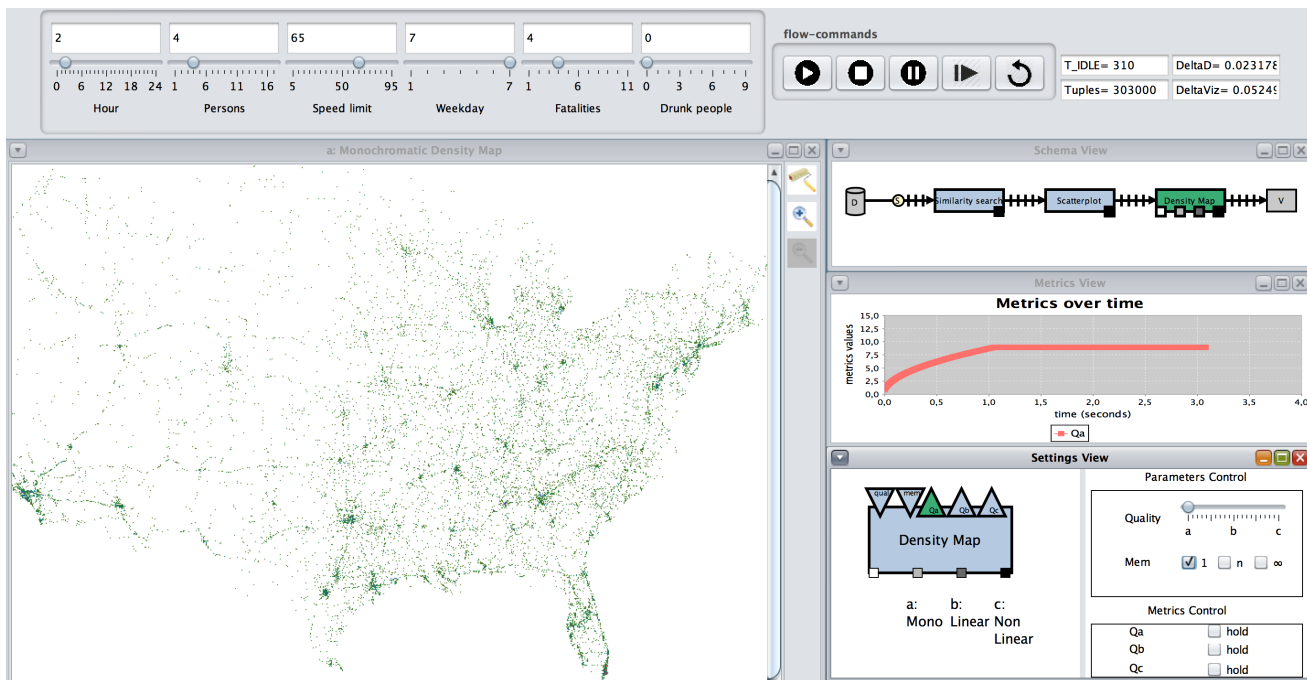 2 4 65 7 4 0
0 6 12 18 24 1 6 11 16 5 50 95 1 7 1 6 11 0 3 6 9
Hour Persons Speed limit Weekday Fatalities Drunk people
flow-commands
T_IDLE= 310 DeltaD= 0.023178
Tuples= 303000 DeltaViz= 0.05249
a: Monochromatic Density Map
Schema View
D S Similarity search Scatterplot Density Map V
Metrics View
Metrics over time
metrics values
15,0
12,5
10,0
7,5
5,0
2,5
0,0
0,0 0,5 1,0 1,5 2,0 2,5 3,0 3,5 4,0
time (seconds)
Qa
Settings View
qual mem Qa Qb Qc
Density Map
a: b: c:
Mono Linear Non
Linear
Parameters Control
Quality
a b c
Mem 1 n ∞
Metrics Control
Qa hold
Qb hold
Qc hold